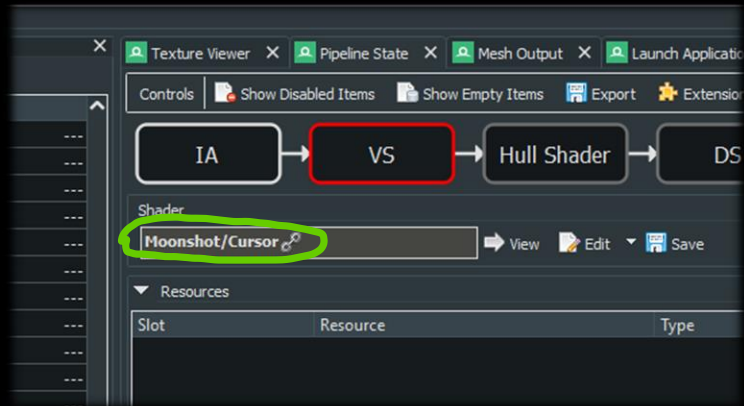 Texture Viewer Pipeline State Mesh Output Launch Applicatio
Controls Show Disabled Items Show Empty Items Export Extension
IA VS Hull Shader DS
Shader
Moonshot/Cursor View Edit Save
Resources
Slot Resource Type
---
---
---
---
---
---
---
---
---
---